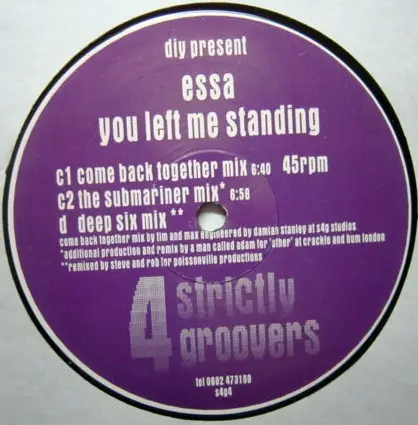 diy present
essa
you left me standing
c1 come back together mix 6:40 45rpm
c2 the submariner mix* 6:58
d deep six mix **
come back together mix by tim and max engineered by damian stanley at s4g studios
*additional production and remix by a man called adam for 'other' at crackle and hum london
**remixed by steve and rob for poissonville productions
4 strictly
groovers
tel 0602 473100
s4g4